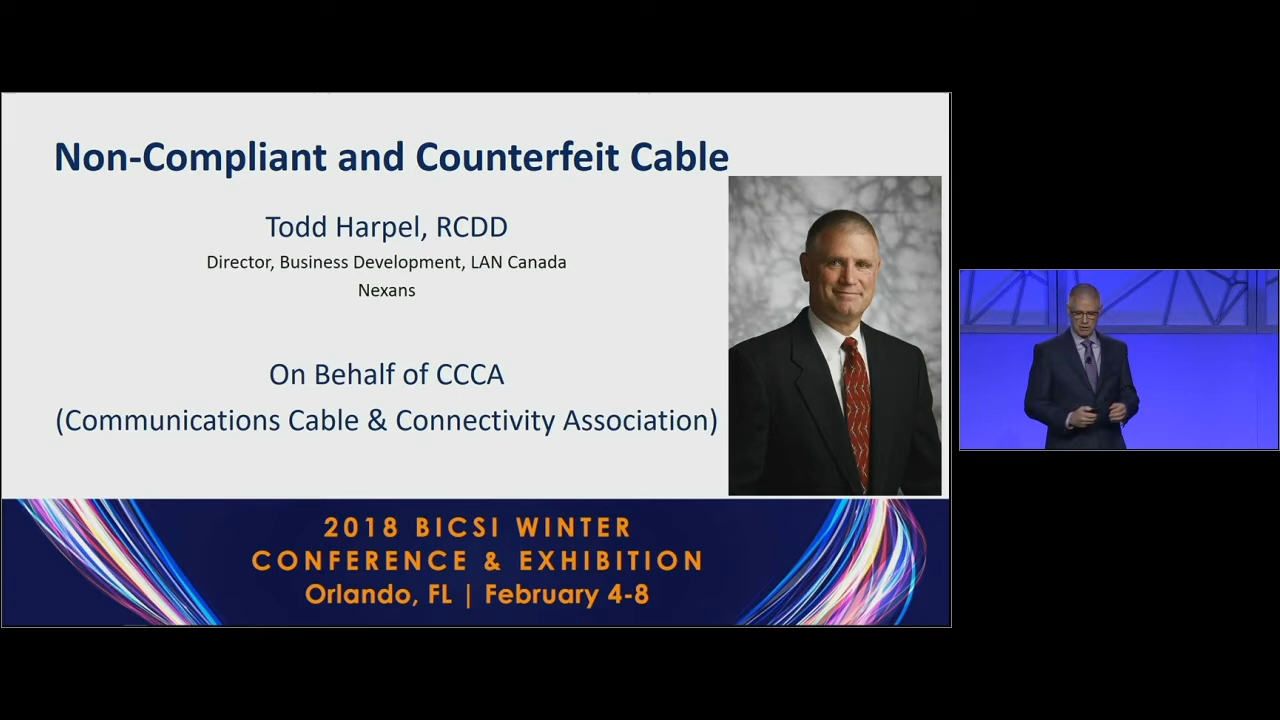 Non-Compliant and Counterfeit Cable
Todd Harpel, RCDD
Director, Business Development, LAN Canada
Nexans
On Behalf of CCCA
(Communications Cable & Connectivity Association)
2018 BICSI WINTER
CONFERENCE & EXHIBITION
Orlando, FL | February 4-8